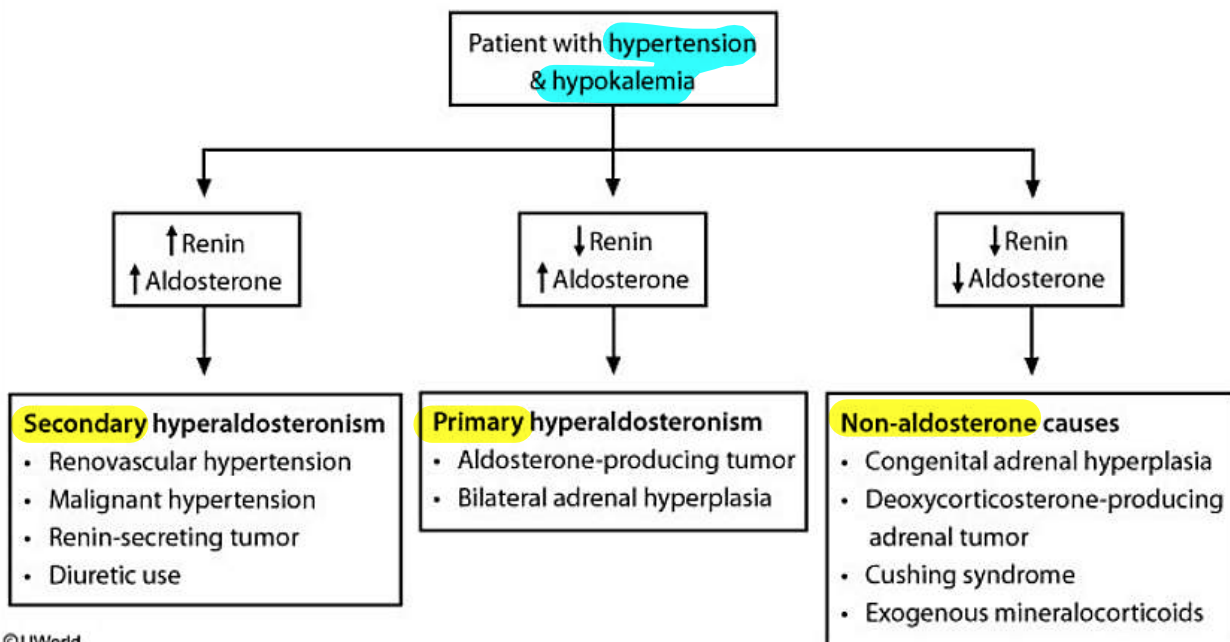 Patient with hypertension
& hypokalemia
↑ Renin
↑ Aldosterone
↓ Renin
↑ Aldosterone
↓ Renin
↓ Aldosterone
Secondary hyperaldosteronism
• Renovascular hypertension
• Malignant hypertension
• Renin-secreting tumor
• Diuretic use
Primary hyperaldosteronism
• Aldosterone-producing tumor
• Bilateral adrenal hyperplasia
Non-aldosterone causes
• Congenital adrenal hyperplasia
• Deoxycorticosterone-producing
adrenal tumor
• Cushing syndrome
• Exogenous mineralocorticoids
©UWorld